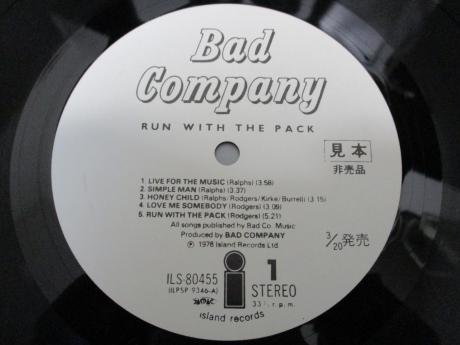 Bad
Company
RUN WITH THE PACK
見本
非売品
1 LIVE FOR THE MUSIC (Ralphs) (3.58)
2. SIMPLE MAN (Ralphs) (3.37)
3. HONEY CHILD (Ralphs/Rodgers/Kirke/Burrell) (3.15)
4. LOVE ME SOMEBODY (Rodgers) (3.09)
5. RUN WITH THE PACK (Rodgers) (5.21)
All songs published by Bad Co. Music
Produced by BAD COMPANY
3/20発売
℗ 1976 Island Records Ltd
ILS-80455
(ILPSP 9346-A)
i
1
STEREO
33⅓ r.p.m.
island records